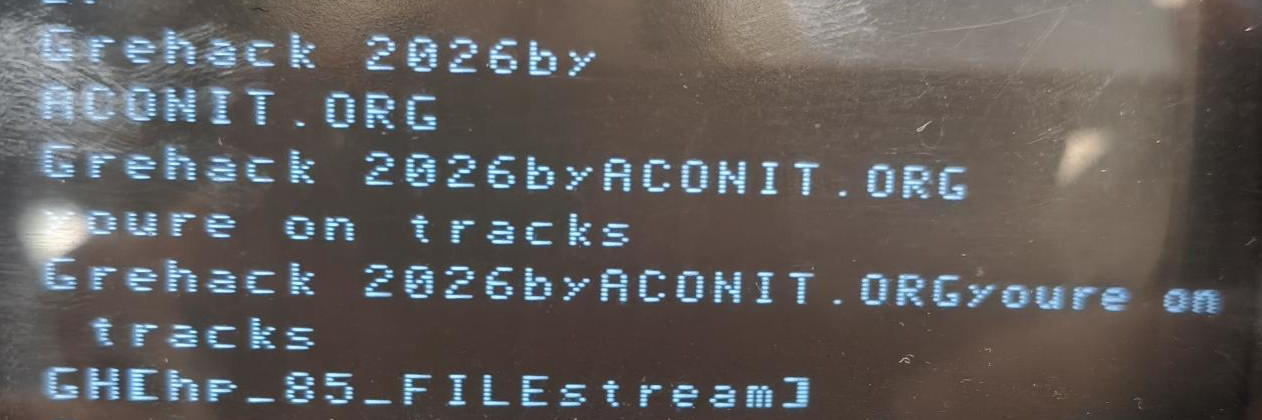 Grehack 2026by
ACONIT.ORG
Grehack 2026byACONIT.ORG
youre on tracks
Grehack 2026byACONIT.ORGyoure on
 tracks
GH[hp_85_FILEstream]